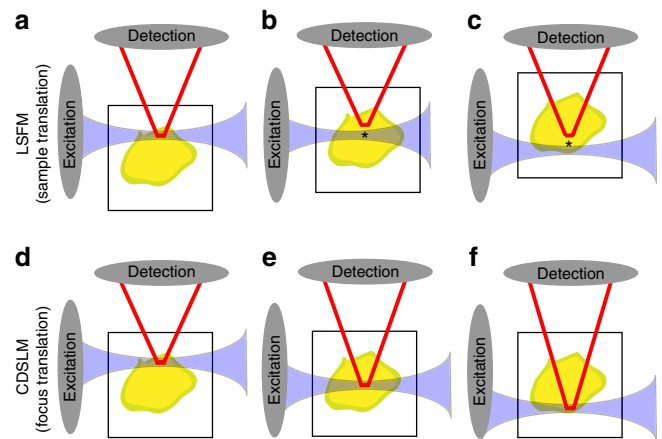 a
b
c
Detection
Detection
Detection
LSFM
(sample translation)
Excitation
Excitation
Excitation
*
*
d
e
f
Detection
Detection
Detection
CDSLM
(focus translation)
Excitation
Excitation
Excitation